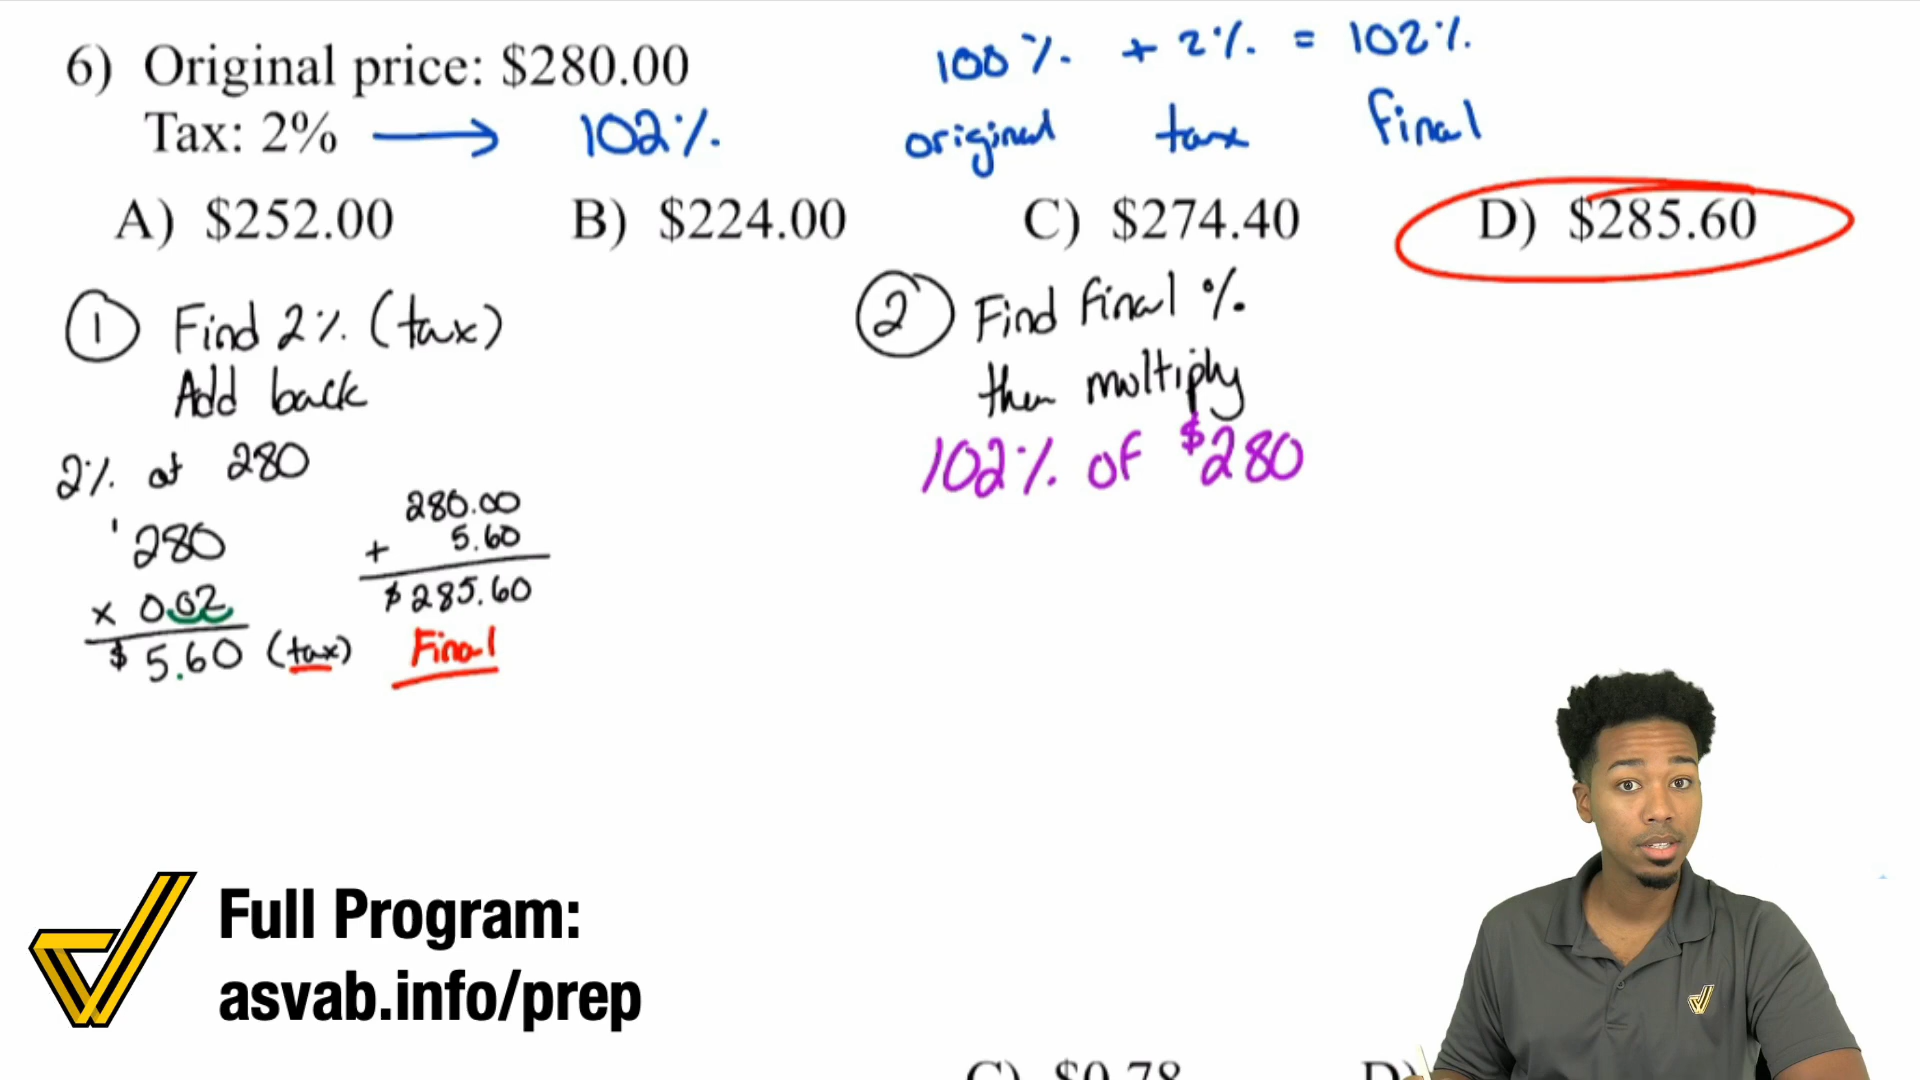 6) Original price: $280.00
100% + 2% = 102%
Tax: 2% → 102%
original tax final
A) $252.00 B) $224.00 C) $274.40 D) $285.60
1 Find 2% (tax)
Add back
2% of 280
280
x 0.02
$5.60 (tax)
280.00
+ 5.60
$285.60
Final
2 Find final %
then multiply
102% of $280
Full Program:
asvab.info/prep
C) $0.78 D)